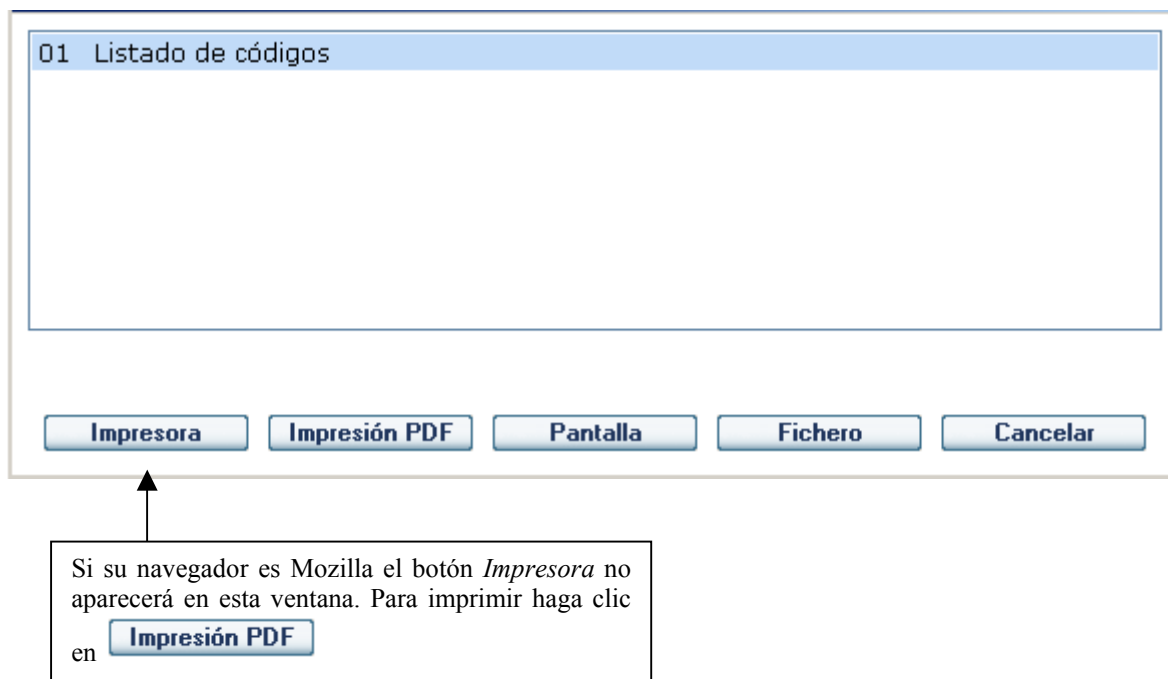 01 Listado de códigos
Impresora Impresión PDF Pantalla Fichero Cancelar
Si su navegador es Mozilla el botón Impresora no
aparecerá en esta ventana. Para imprimir haga clic
en Impresión PDF